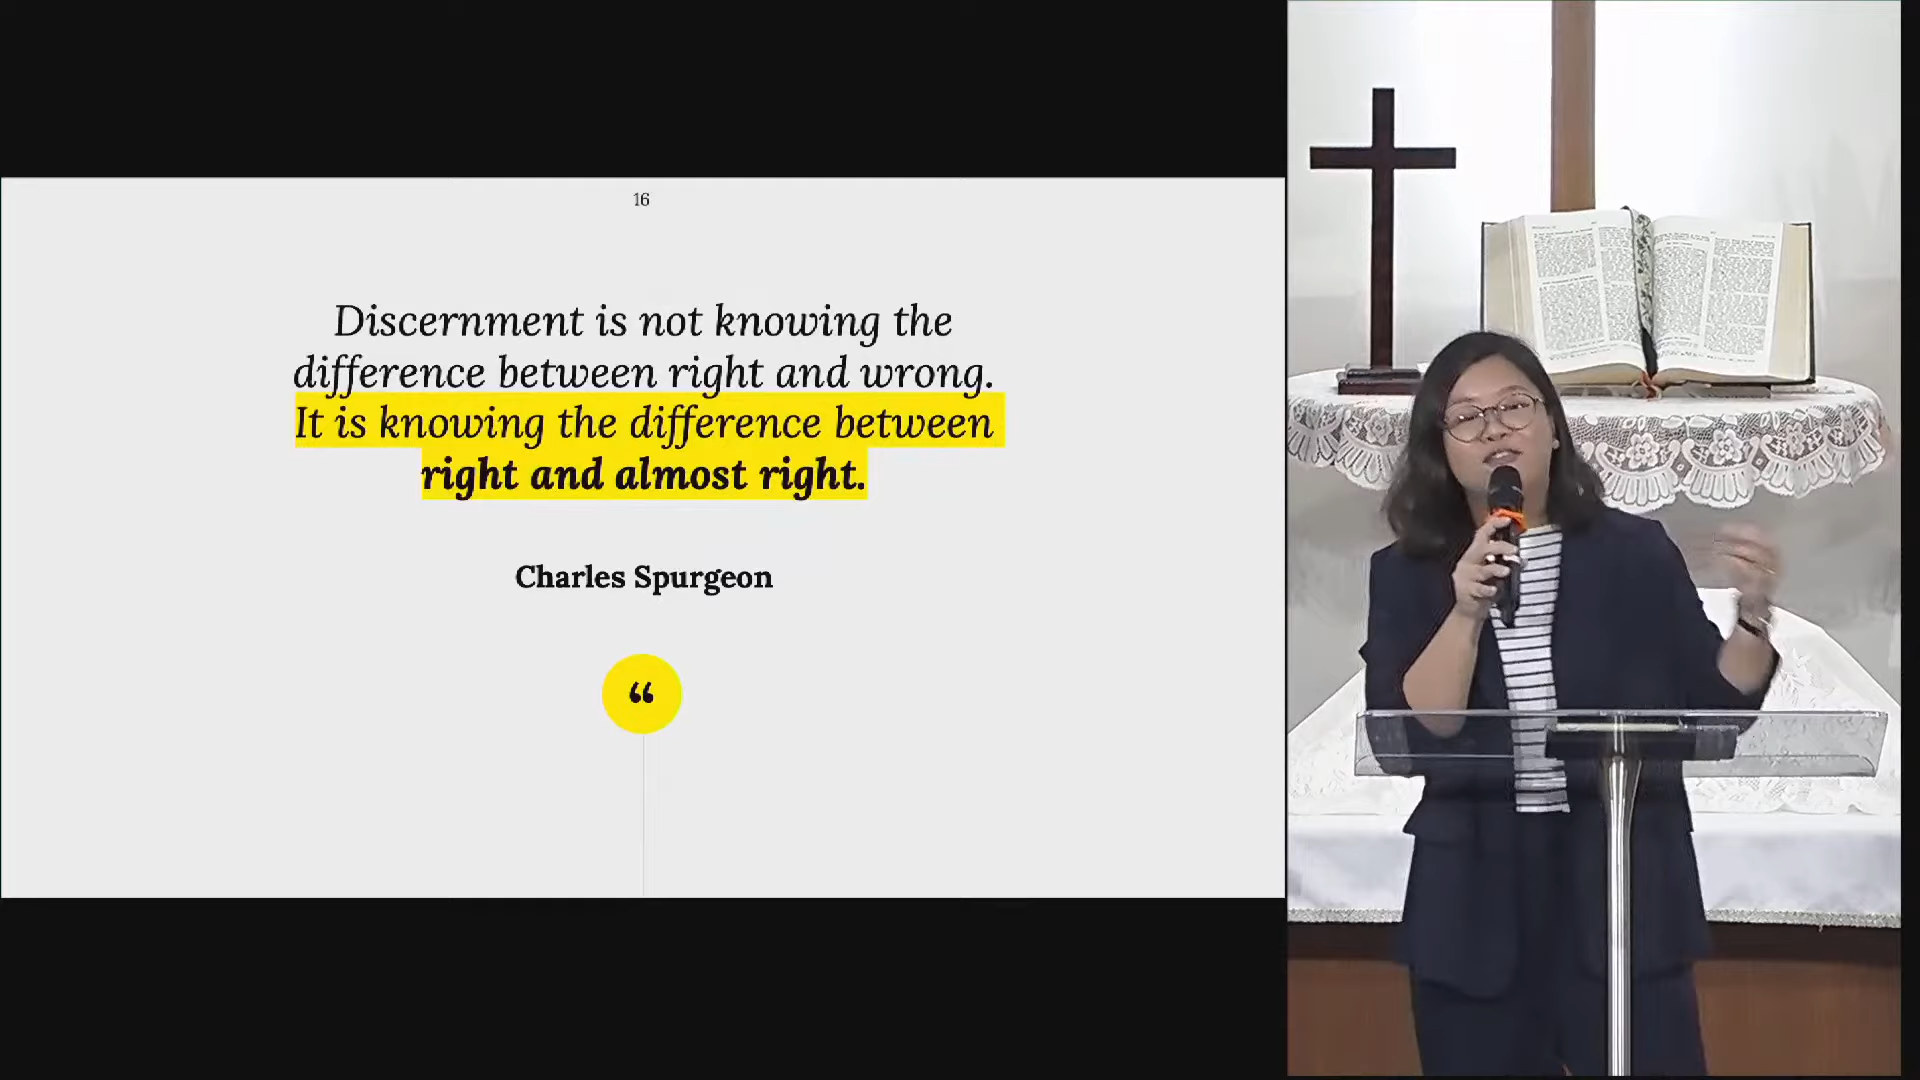 16
Discernment is not knowing the
difference between right and wrong.
It is knowing the difference between
right and almost right.
Charles Spurgeon
“